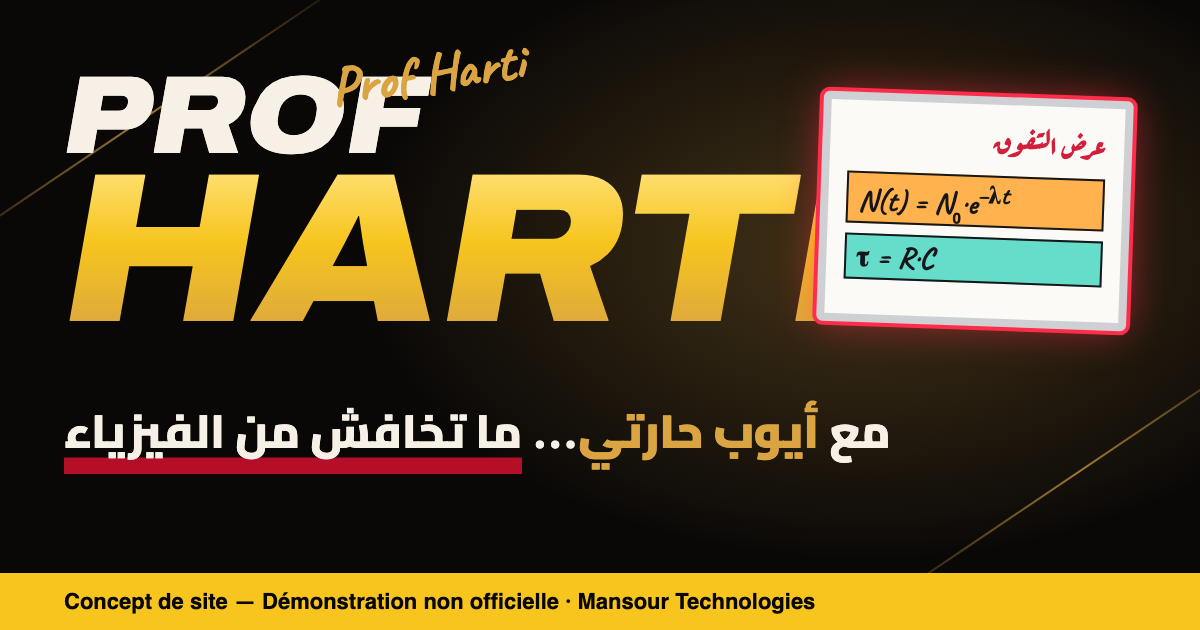 Prof Harti
PROF
HARTI
عرض التفوق
N(t) = N₀·e^−λt
τ = R·C
مع أيوب حارتي... ما تخافش من الفيزياء
Concept de site — Démonstration non officielle · Mansour Technologies